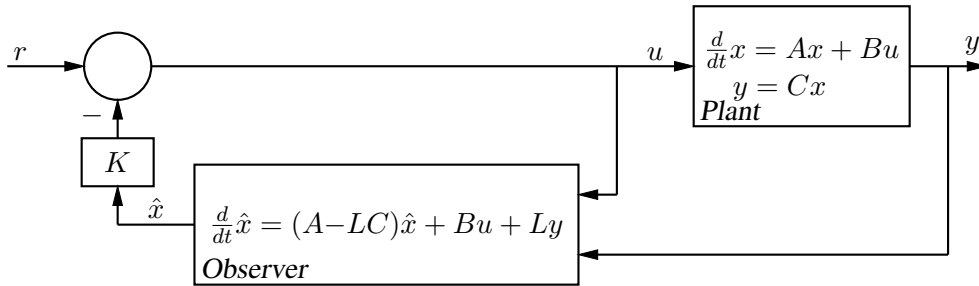 r
u
y
d/dt x = Ax + Bu
y = Cx
Plant
−
K
x̂
d/dt x̂ = (A−LC)x̂ + Bu + Ly
Observer